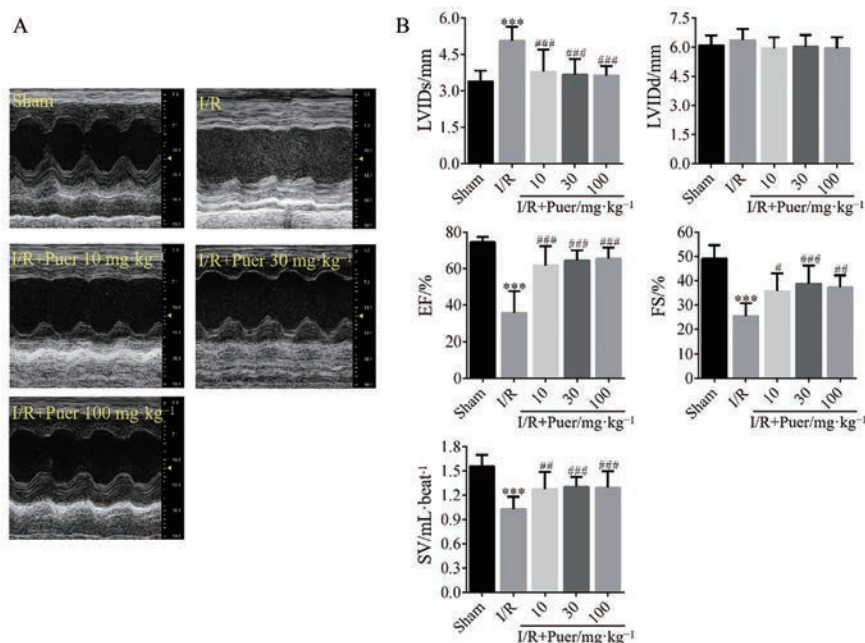 A
B
Sham
I/R
I/R+Puer 10 mg·kg⁻¹
I/R+Puer 30 mg·kg⁻¹
I/R+Puer 100 mg·kg⁻¹
LVIDs/mm
6.0
4.5
3.0
1.5
0.0
***
###
###
###
Sham
I/R
10
30
100
I/R+Puer/mg·kg⁻¹
LVIDd/mm
7.5
6.0
4.5
3.0
1.5
0.0
Sham
I/R
10
30
100
I/R+Puer/mg·kg⁻¹
EF/%
80
60
40
20
0
***
###
###
###
Sham
I/R
10
30
100
I/R+Puer/mg·kg⁻¹
FS/%
60
50
40
30
20
10
0
***
#
###
##
Sham
I/R
10
30
100
I/R+Puer/mg·kg⁻¹
SV/mL·beat⁻¹
1.8
1.5
1.2
0.9
0.6
0.3
0.0
***
##
###
###
Sham
I/R
10
30
100
I/R+Puer/mg·kg⁻¹